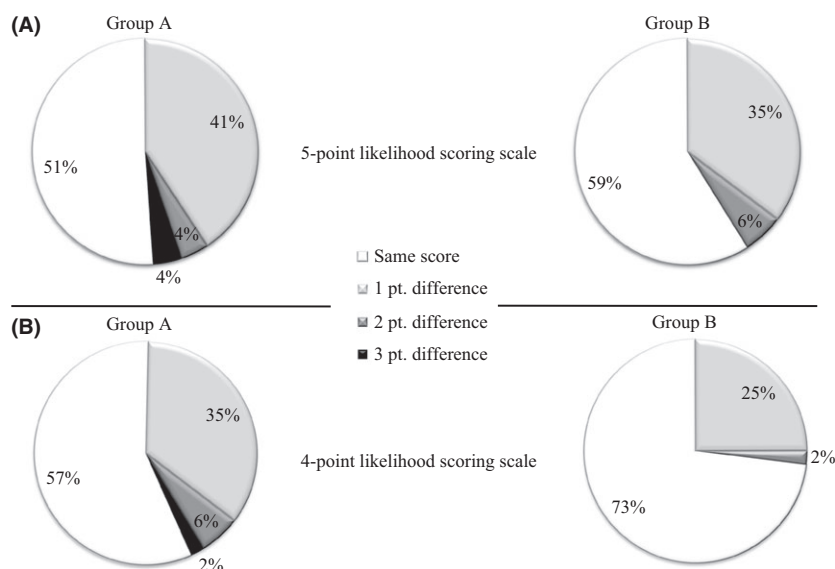 (A)
Group A
Group B
41%
35%
5-point likelihood scoring scale
51%
59%
4%
6%
4%
Same score
1 pt. difference
2 pt. difference
3 pt. difference
(B)
Group A
Group B
35%
25%
4-point likelihood scoring scale
2%
57%
6%
73%
2%